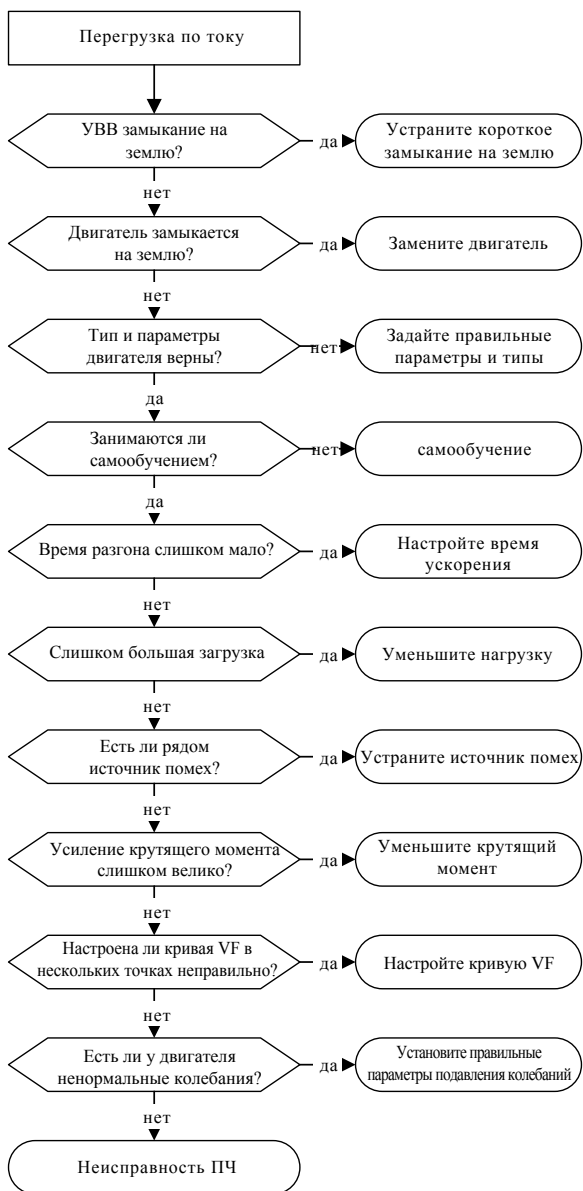 Перегрузка по току
УВВ замыкание на
землю?
да
Устраните короткое
замыкание на землю
нет
Двигатель замыкается
на землю?
да
Замените двигатель
нет
Тип и параметры
двигателя верны?
нет
Задайте правильные
параметры и типы
да
Занимаются ли
самообучением?
нет
самообучение
да
Время разгона слишком мало?
да
Настройте время
ускорения
нет
Слишком большая загрузка
да
Уменьшите нагрузку
нет
Есть ли рядом
источник помех?
да
Устраните источник помех
нет
Усиление крутящего момента
слишком велико?
да
Уменьшите крутящий
момент
нет
Настроена ли кривая VF в
нескольких точках неправильно?
да
Настройте кривую VF
нет
Есть ли у двигателя
ненормальные колебания?
да
Установите правильные
параметры подавления колебаний
нет
Неисправность ПЧ